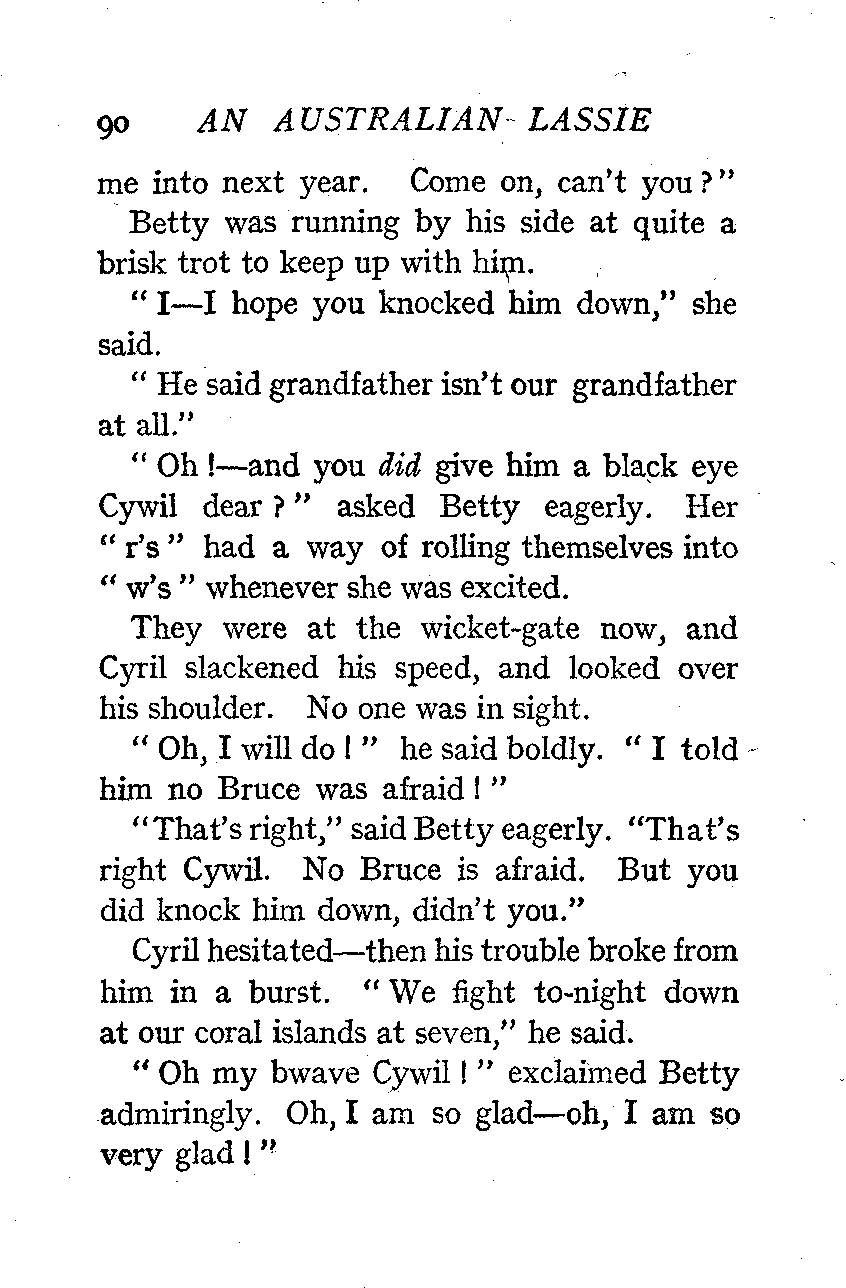 90 AN AUSTRALIAN LASSIE
me into next year. Come on, can't you?"
Betty was running by his side at quite a
brisk trot to keep up with him.
"I—I hope you knocked him down," she
said.
"He said grandfather isn't our grandfather
at all."
"Oh!—and you did give him a black eye
Cywil dear?" asked Betty eagerly. Her
"r's" had a way of rolling themselves into
"w's" whenever she was excited.
They were at the wicket-gate now, and
Cyril slackened his speed, and looked over
his shoulder. No one was in sight.
"Oh, I will do!" he said boldly. "I told
him no Bruce was afraid!"
"That's right," said Betty eagerly. "That's
right Cywil. No Bruce is afraid. But you
did knock him down, didn't you."
Cyril hesitated—then his trouble broke from
him in a burst. "We fight to-night down
at our coral islands at seven," he said.
"Oh my bwave Cywil!" exclaimed Betty
admiringly. Oh, I am so glad—oh, I am so
very glad!"